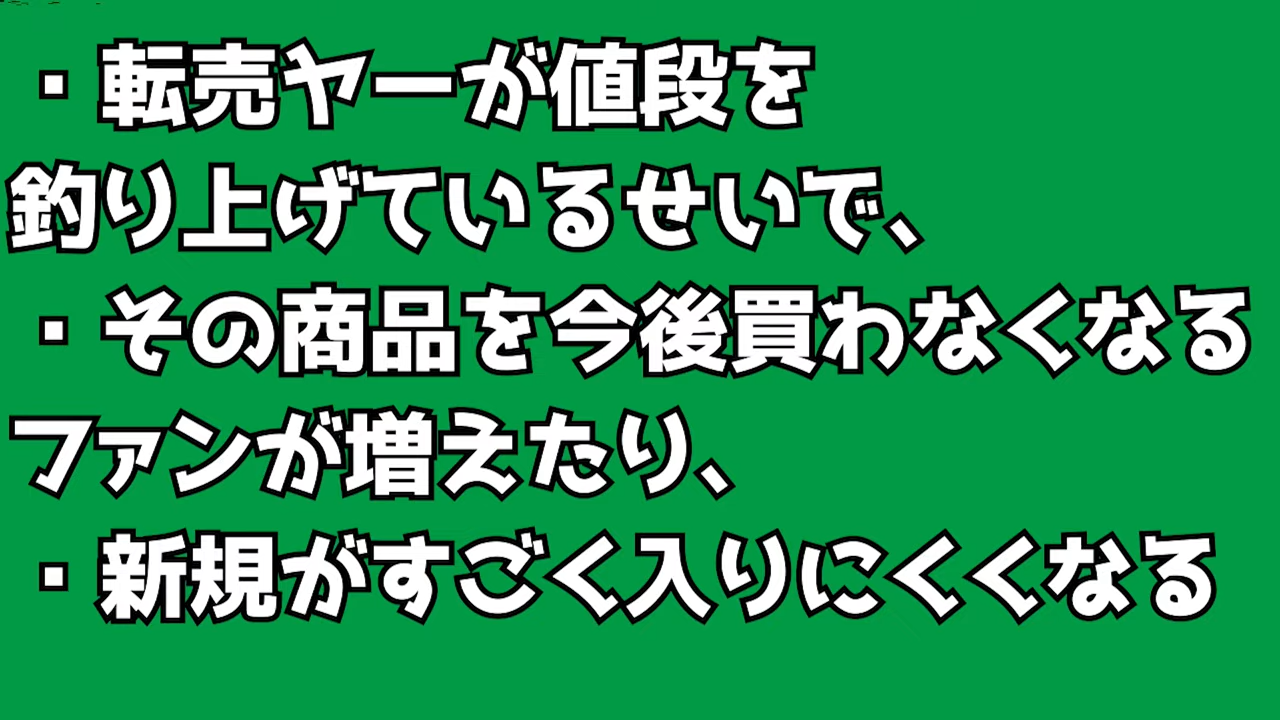 ・転売ヤーが値段を
釣り上げているせいで、
・その商品を今後買わなくなる
ファンが増えたり、
・新規がすごく入りにくくなる